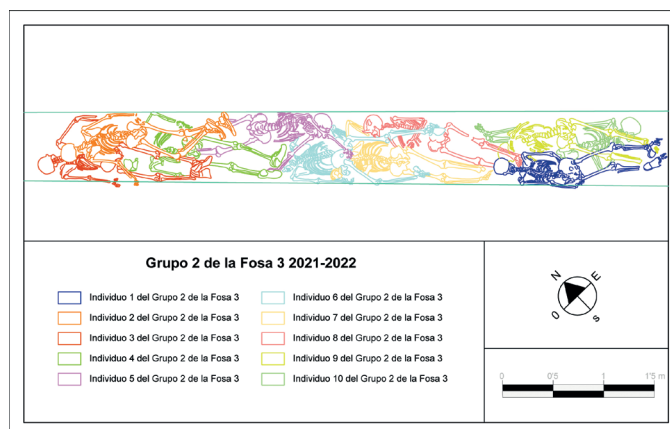 Grupo 2 de la Fosa 3 2021-2022
Individuo 1 del Grupo 2 de la Fosa 3
Individuo 2 del Grupo 2 de la Fosa 3
Individuo 3 del Grupo 2 de la Fosa 3
Individuo 4 del Grupo 2 de la Fosa 3
Individuo 5 del Grupo 2 de la Fosa 3
Individuo 6 del Grupo 2 de la Fosa 3
Individuo 7 del Grupo 2 de la Fosa 3
Individuo 8 del Grupo 2 de la Fosa 3
Individuo 9 del Grupo 2 de la Fosa 3
Individuo 10 del Grupo 2 de la Fosa 3
N E
O s
0 0'5 1 1'5 m